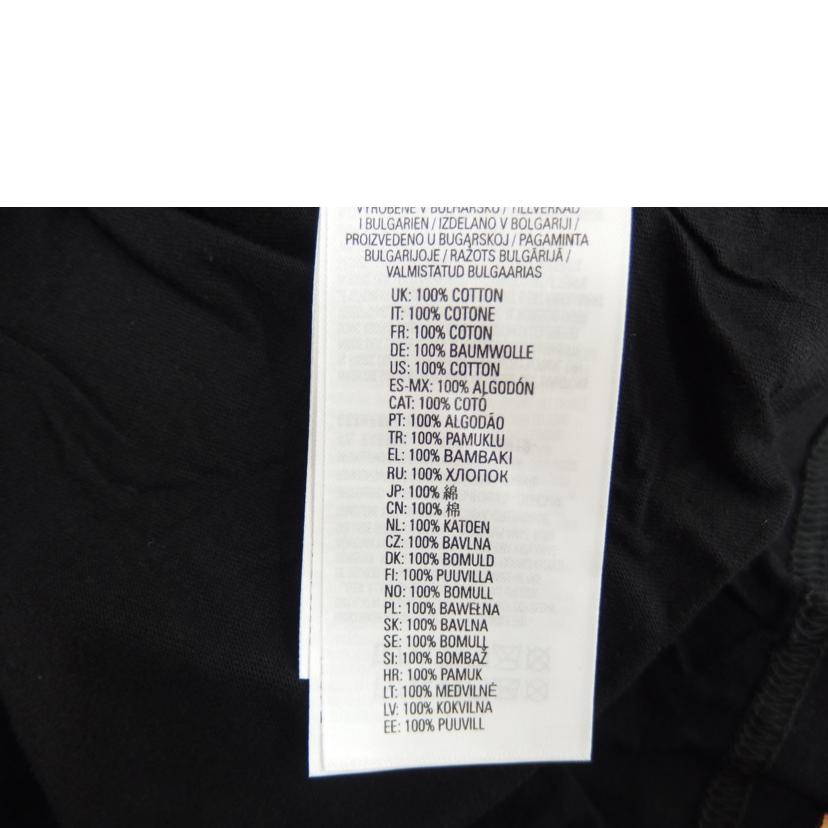 VYROBENÉ V BULHARSKU / TILLVERKAD
I BULGARIEN / IZDELANO V BOLGARIJI /
PROIZVEDENO U BUGARSKOJ / PAGAMINTA
BULGARIJOJE / RAŽOTS BULGĀRIJĀ /
VALMISTATUD BULGAARIAS
UK: 100% COTTON
IT: 100% COTONE
FR: 100% COTON
DE: 100% BAUMWOLLE
US: 100% COTTON
ES-MX: 100% ALGODÓN
CAT: 100% COTÓ
PT: 100% ALGODÃO
TR: 100% PAMUKLU
EL: 100% BAMBAKI
RU: 100% ХЛОПОК
JP: 100% 綿
CN: 100% 棉
NL: 100% KATOEN
CZ: 100% BAVLNA
DK: 100% BOMULD
FI: 100% PUUVILLA
NO: 100% BOMULL
PL: 100% BAWEŁNA
SK: 100% BAVLNA
SE: 100% BOMULL
SI: 100% BOMBAŽ
HR: 100% PAMUK
LT: 100% MEDVILNĖ
LV: 100% KOKVILNA
EE: 100% PUUVILL